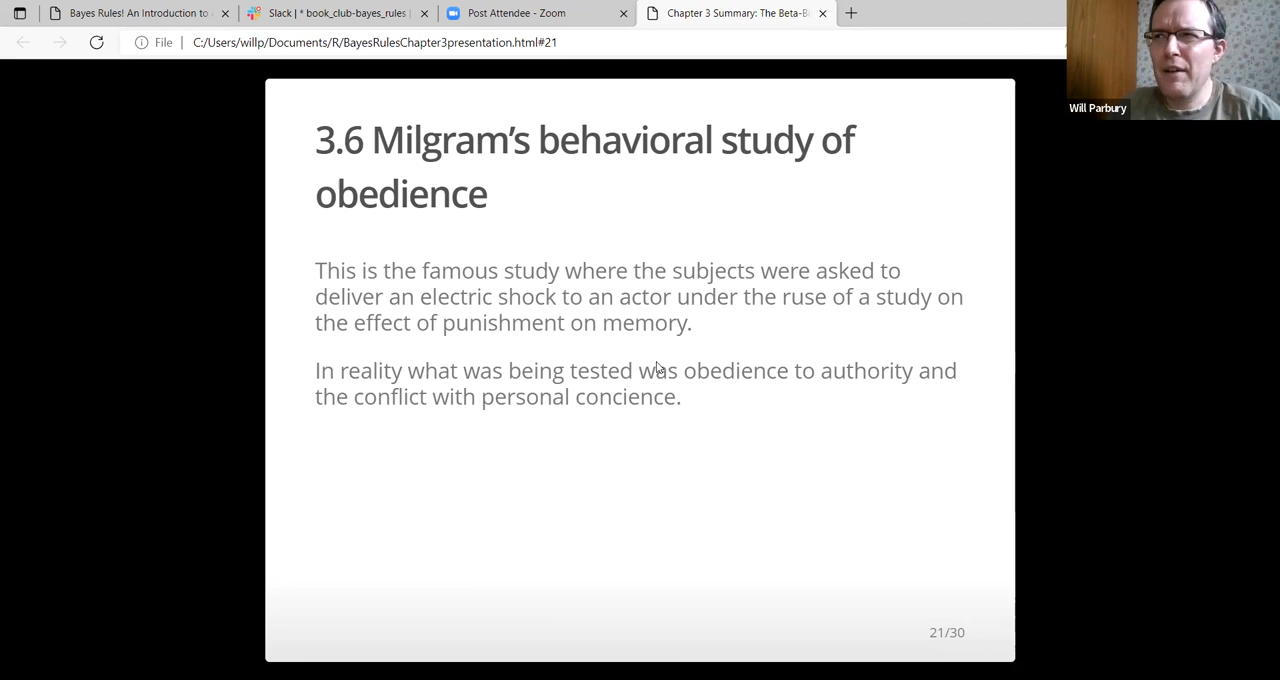 Bayes Rules! An Introduction to
Slack | * book_club-bayes_rules |
Post Attendee - Zoom
Chapter 3 Summary: The Beta-B
File
C:/Users/willp/Documents/R/BayesRulesChapter3presentation.html#21
Will Parbury
3.6 Milgram’s behavioral study of
obedience
This is the famous study where the subjects were asked to
deliver an electric shock to an actor under the ruse of a study on
the effect of punishment on memory.
In reality what was being tested was obedience to authority and
the conflict with personal concience.
21/30